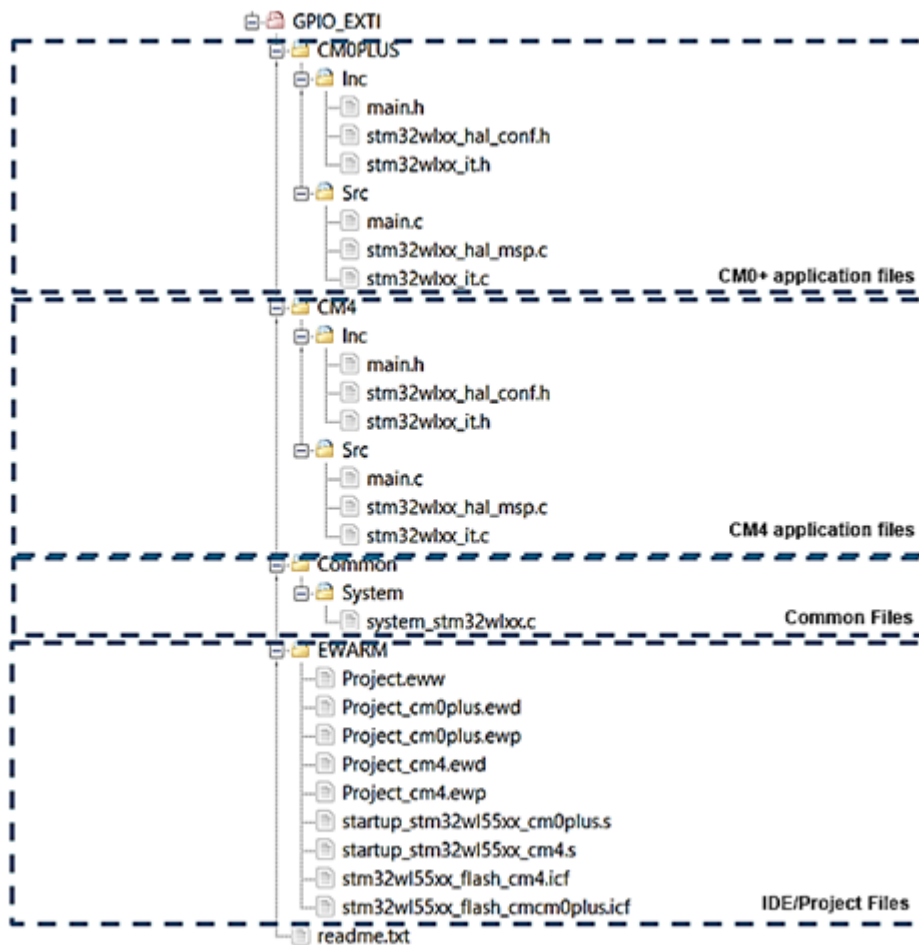 GPIO_EXTI
CM0PLUS
Inc
main.h
stm32wlxx_hal_conf.h
stm32wlxx_it.h
Src
main.c
stm32wlxx_hal_msp.c
stm32wlxx_it.c
CM0+ application files
CM4
Inc
main.h
stm32wlxx_hal_conf.h
stm32wlxx_it.h
Src
main.c
stm32wlxx_hal_msp.c
stm32wlxx_it.c
CM4 application files
Common
System
system_stm32wlxx.c
Common Files
EWARM
Project.eww
Project_cm0plus.ewd
Project_cm0plus.ewp
Project_cm4.ewd
Project_cm4.ewp
startup_stm32wl55xx_cm0plus.s
startup_stm32wl55xx_cm4.s
stm32wl55xx_flash_cm4.icf
stm32wl55xx_flash_cmcm0plus.icf
IDE/Project Files
readme.txt